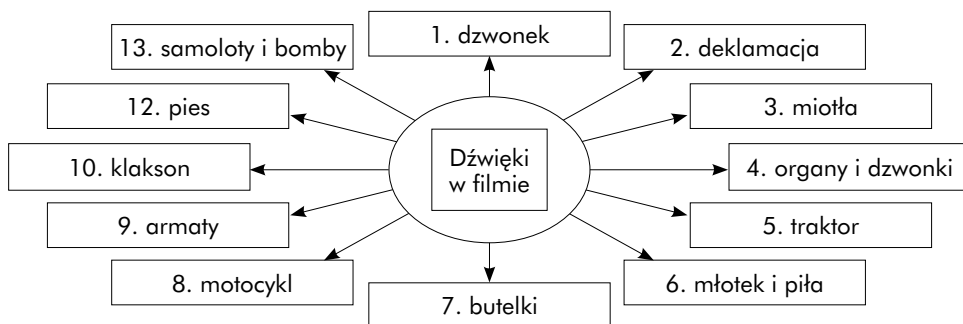 1. dzwonek
2. deklamacja
3. miotła
4. organy i dzwonki
5. traktor
6. młotek i piła
7. butelki
8. motocykl
9. armaty
10. klakson
12. pies
13. samoloty i bomby
Dźwięki
w filmie